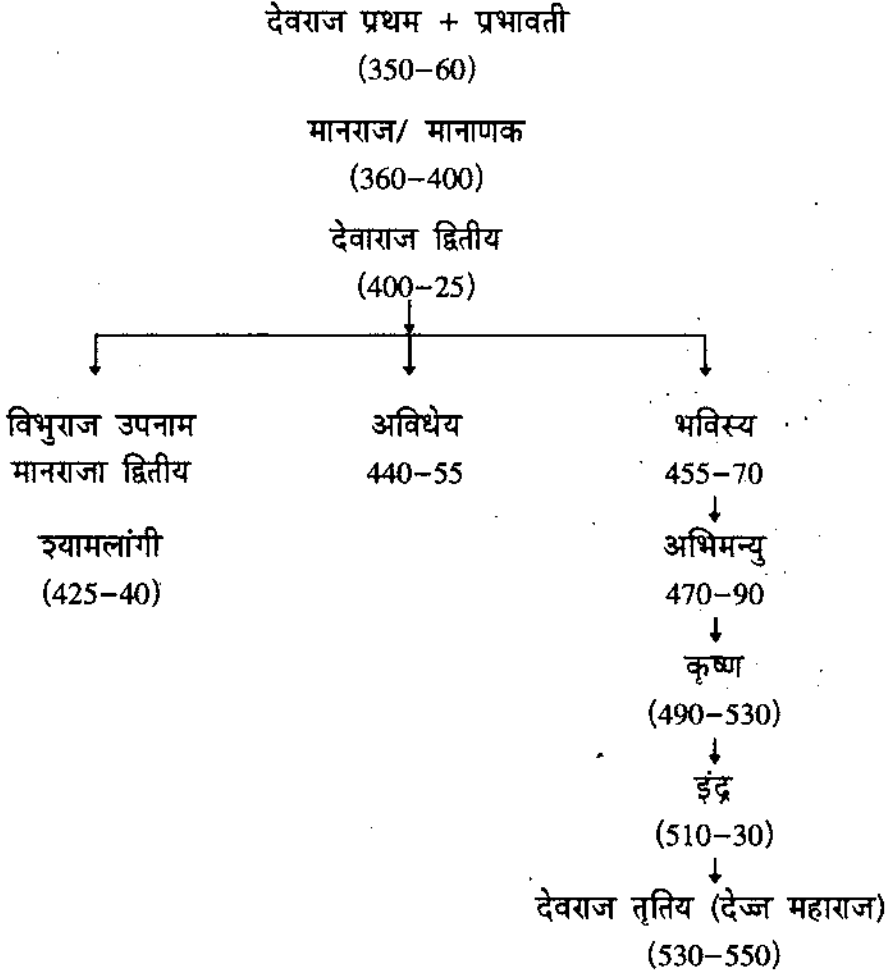 देवराज प्रथम + प्रभावती
(350–60)
मानराज/ मानाणक
(360–400)
देवाराज द्वितीय
(400–25)
विभुराज उपनाम
मानराजा द्वितीय
श्यामलांगी
(425–40)
अविधेय
440–55
भविस्य
455–70
अभिमन्यु
470–90
कृष्ण
(490–530)
इंद्र
(510–30)
देवराज तृतिय (देज्ज महाराज)
(530–550)